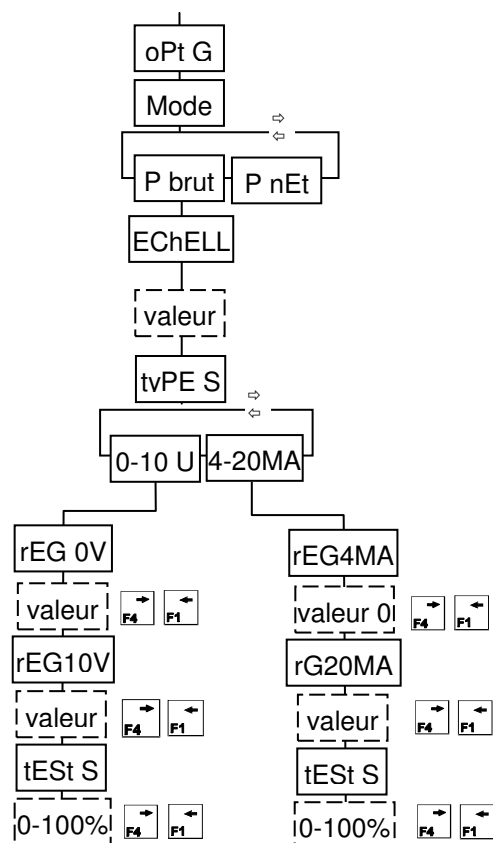 oPt G
Mode
P brut P nEt
EChELL
valeur
tvPE S
0-10 U 4-20MA
rEG 0V
valeur F4 F1
rEG10V
valeur F4 F1
tESt S
0-100% F4 F1
rEG4MA
valeur 0 F4 F1
rG20MA
valeur F4 F1
tESt S
0-100% F4 F1